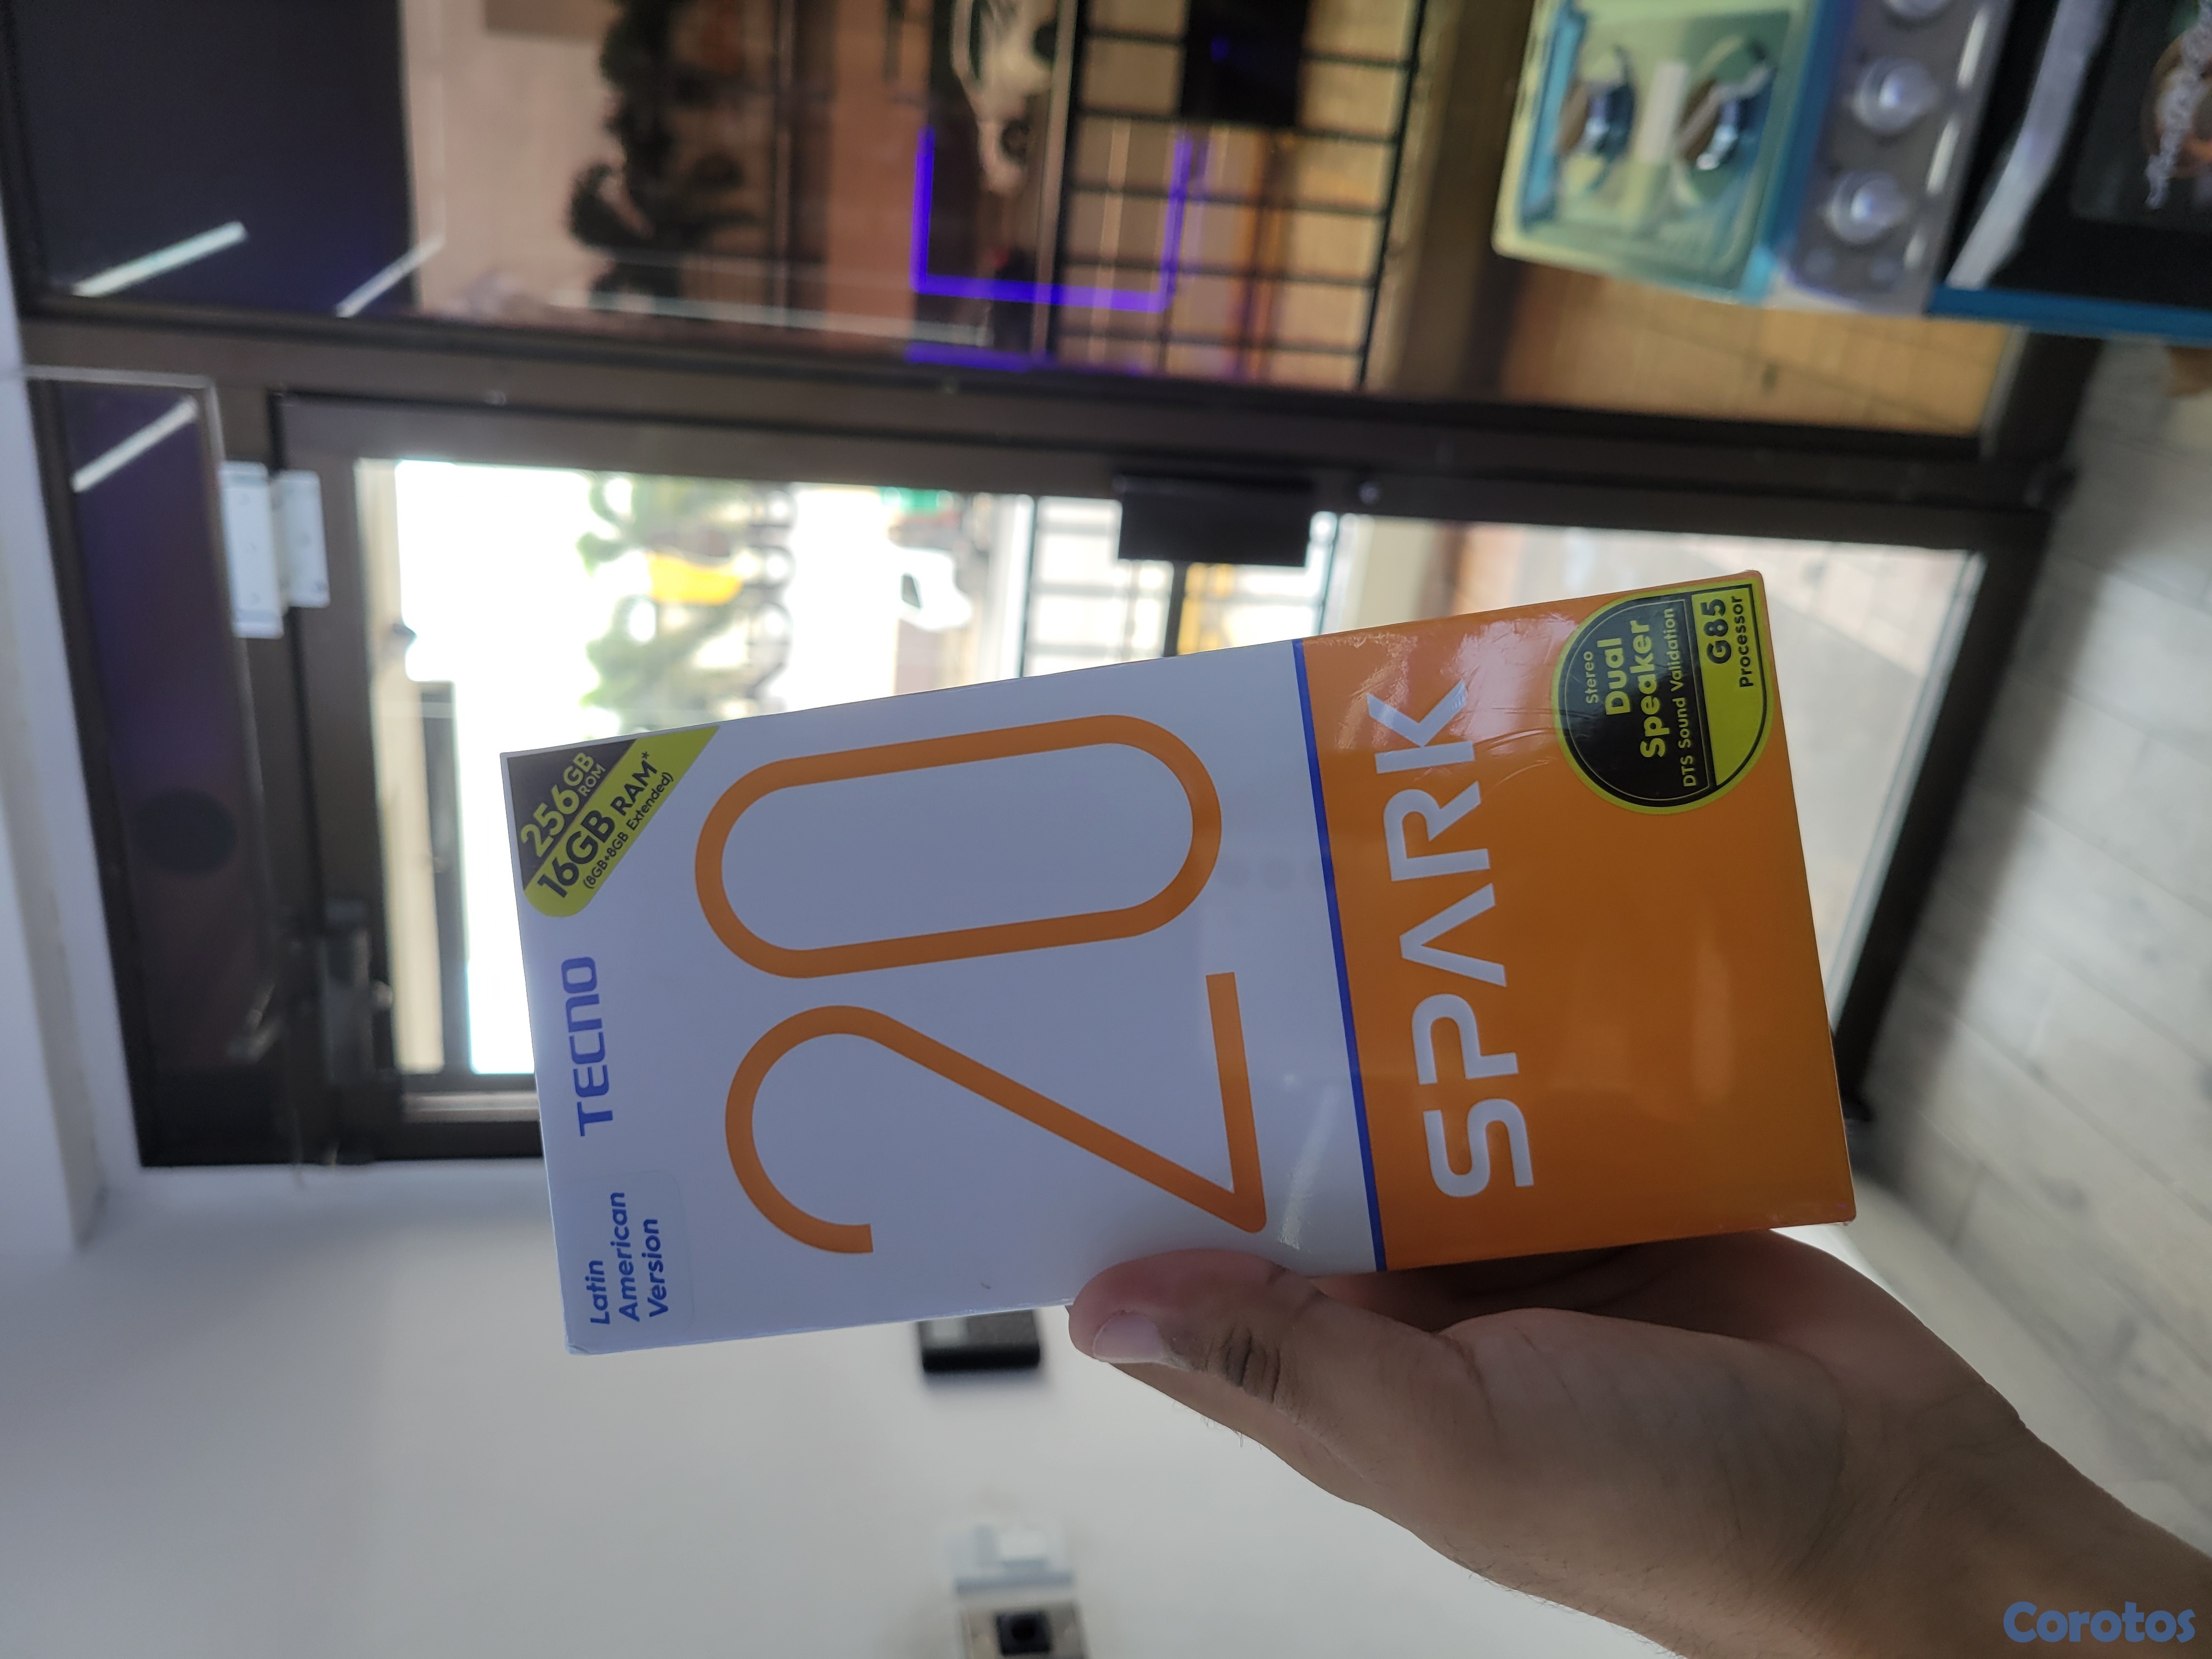 Latin
American
Version
TECNO
256GB
ROM
16GB RAM*
(8GB+8GB Extended)
20
SPARK
Stereo
Dual
Speaker
DTS Sound Validation
G85
Processor
Corotos